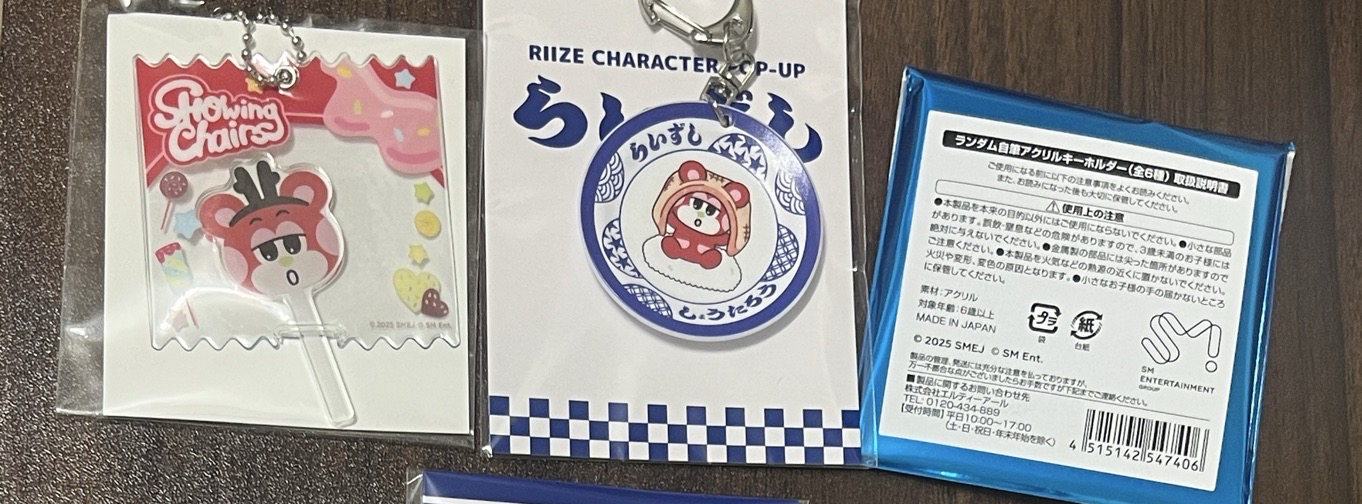 Showing
Chairs
© 2025 SMEJ © SM Ent.
RIIZE CHARACTER POP-UP
らいずし
らいずし
しょうたろう
ランダム自筆アクリルキーホルダー(全6種) 取扱説明書
ご使用になる前に以下の注意事項をよくお読みください。
また、お読みになった後も大切に保管してください。
⚠使用上の注意
●本製品を本来の目的以外にはご使用にならないでください。●小さな部品
があります。誤飲・窒息などの危険がありますので、3歳未満のお子様には
絶対に与えないでください。●金属製の部品には尖った箇所がありますので
ご注意ください。●本製品を火気などの熱源の近くに置かないでください。
火災や変形、変色の原因となります。●小さなお子様の手の届かないところ
に保管してください。
素材:アクリル
対象年齢:6歳以上
MADE IN JAPAN
プラ
袋
紙
台紙
© 2025 SMEJ © SM Ent.
SM
ENTERTAINMENT
GROUP
製品の管理、発送には充分な注意を払っておりますが、
万一不都合な点がございましたらお手数ですが下記までご連絡ください。
■製品に関するお問い合わせ先
株式会社エルティーアール
TEL: 0120-434-889
【受付時間】平日10:00~17:00
(土・日・祝日・年末年始を除く)
4 515142 547406